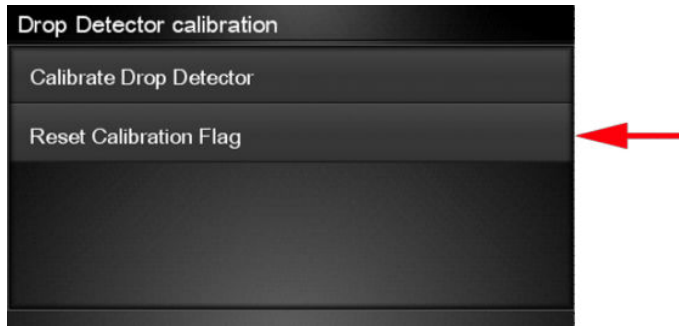 Drop Detector calibration
Calibrate Drop Detector
Reset Calibration Flag